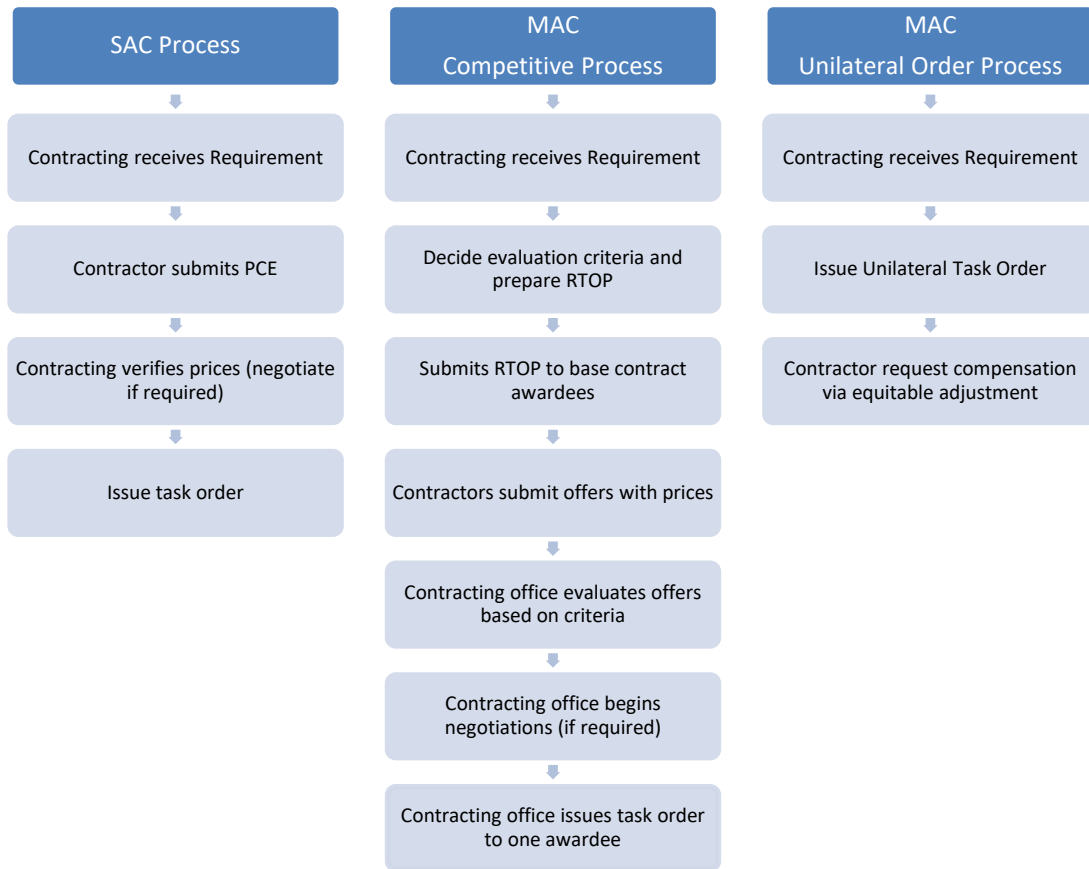 SAC Process
Contracting receives Requirement
Contractor submits PCE
Contracting verifies prices (negotiate
if required)
Issue task order
MAC
Competitive Process
Contracting receives Requirement
Decide evaluation criteria and
prepare RTOP
Submits RTOP to base contract
awardees
Contractors submit offers with prices
Contracting office evaluates offers
based on criteria
Contracting office begins
negotiations (if required)
Contracting office issues task order
to one awardee
MAC
Unilateral Order Process
Contracting receives Requirement
Issue Unilateral Task Order
Contractor request compensation
via equitable adjustment